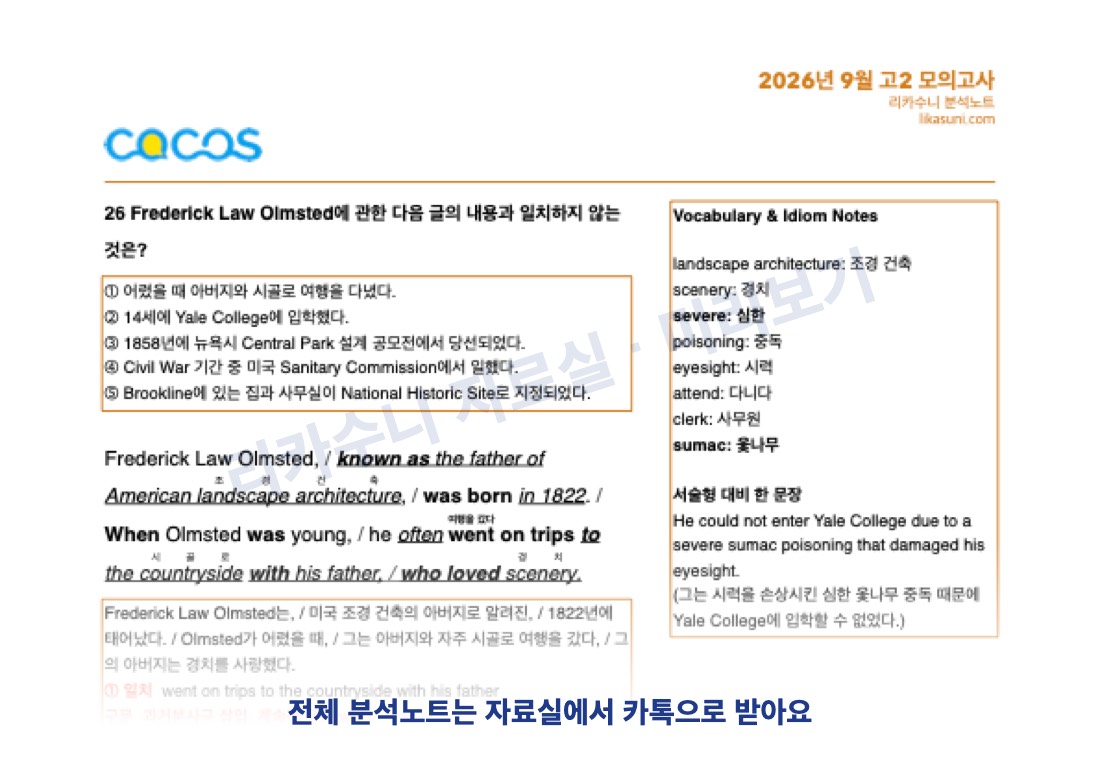 2026년 9월 고2 모의고사
리카수니 분석노트
likasuni.com
cacos
26 Frederick Law Olmsted에 관한 다음 글의 내용과 일치하지 않는
것은?
① 어렸을 때 아버지와 시골로 여행을 다녔다.
② 14세에 Yale College에 입학했다.
③ 1858년에 뉴욕시 Central Park 설계 공모전에서 당선되었다.
④ Civil War 기간 중 미국 Sanitary Commission에서 일했다.
⑤ Brookline에 있는 집과 사무실이 National Historic Site로 지정되었다.
Frederick Law Olmsted, / known as the father of
조 경 건 축
American landscape architecture, / was born in 1822. /
여행을 갔다
When Olmsted was young, / he often went on trips to
시 골 로 경 치
the countryside with his father, / who loved scenery.
Frederick Law Olmsted는, / 미국 조경 건축의 아버지로 알려진, / 1822년에
태어났다. / Olmsted가 어렸을 때, / 그는 아버지와 자주 시골로 여행을 갔다, / 그
의 아버지는 경치를 사랑했다.
① 일치 went on trips to the countryside with his father
Vocabulary & Idiom Notes
landscape architecture: 조경 건축
scenery: 경치
severe: 심한
poisoning: 중독
eyesight: 시력
attend: 다니다
clerk: 사무원
sumac: 옻나무
서술형 대비 한 문장
He could not enter Yale College due to a
severe sumac poisoning that damaged his
eyesight.
(그는 시력을 손상시킨 심한 옻나무 중독 때문에
Yale College에 입학할 수 없었다.)
리카수니 자료실 · 미리보기
전체 분석노트는 자료실에서 카톡으로 받아요